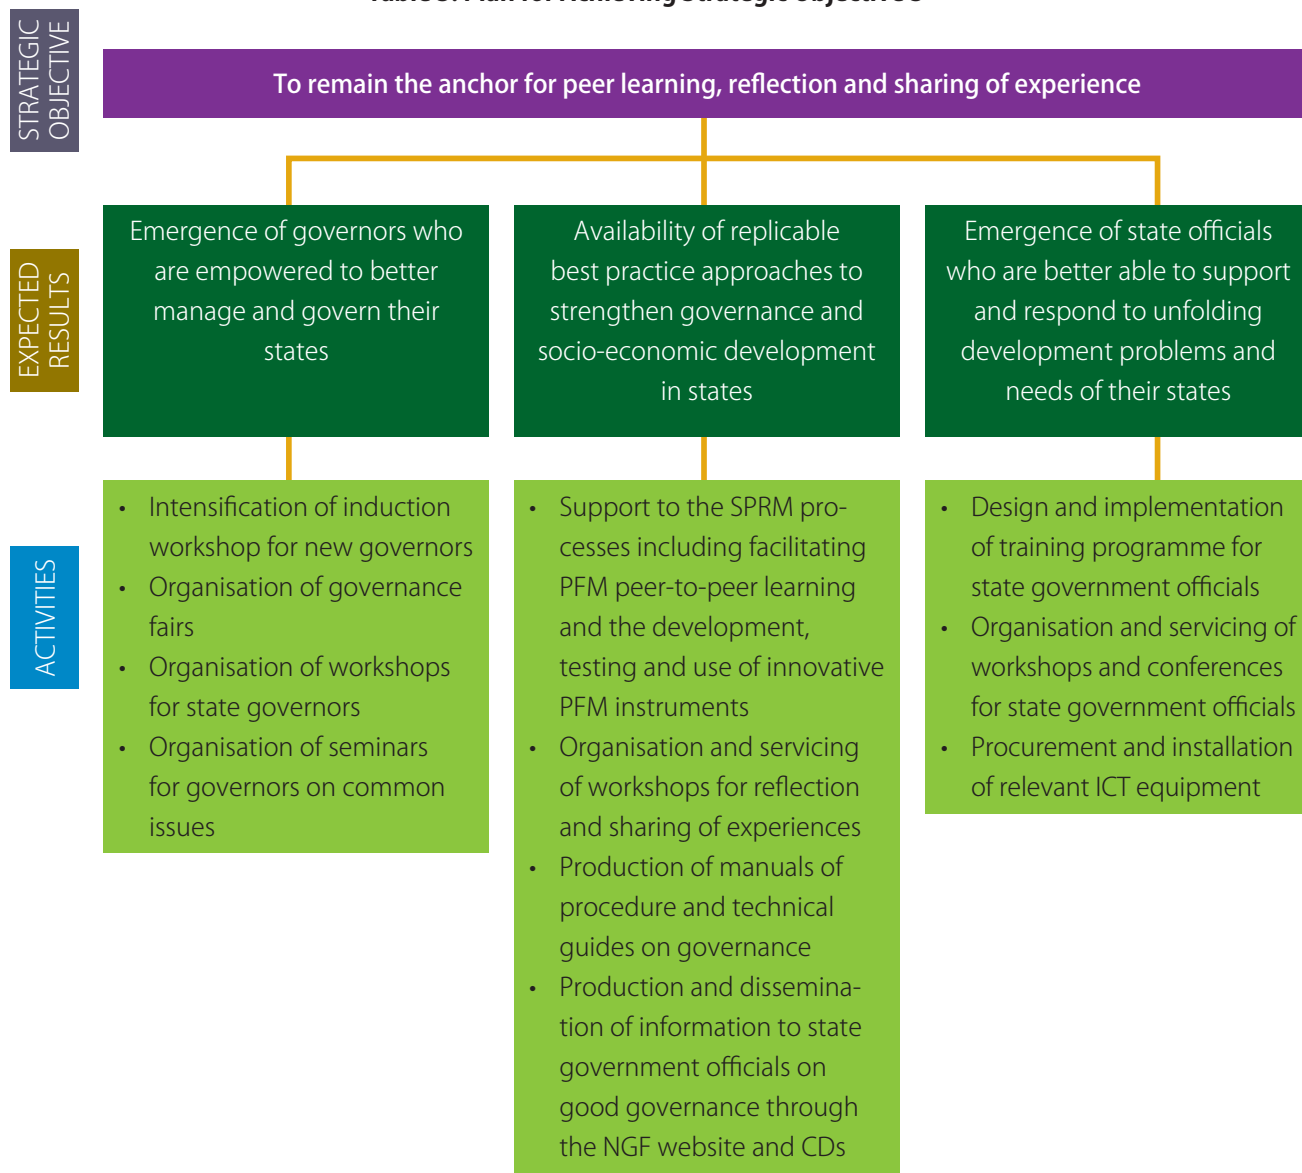 Plan for Achieving Strategic Objective
STRATEGIC
OBJECTIVE
To remain the anchor for peer learning, reflection and sharing of experience
EXPECTED
RESULTS
Emergence of governors who
are empowered to better
manage and govern their
states
Availability of replicable
best practice approaches to
strengthen governance and
socio-economic development
in states
Emergence of state officials
who are better able to support
and respond to unfolding
development problems and
needs of their states
ACTIVITIES
• Intensification of induction
workshop for new governors
• Organisation of governance
fairs
• Organisation of workshops
for state governors
• Organisation of seminars
for governors on common
issues
• Support to the SPRM pro-
cesses including facilitating
PFM peer-to-peer learning
and the development,
testing and use of innovative
PFM instruments
• Organisation and servicing
of workshops for reflection
and sharing of experiences
• Production of manuals of
procedure and technical
guides on governance
• Production and dissemina-
tion of information to state
government officials on
good governance through
the NGF website and CDs
• Design and implementation
of training programme for
state government officials
• Organisation and servicing of
workshops and conferences
for state government officials
• Procurement and installation
of relevant ICT equipment